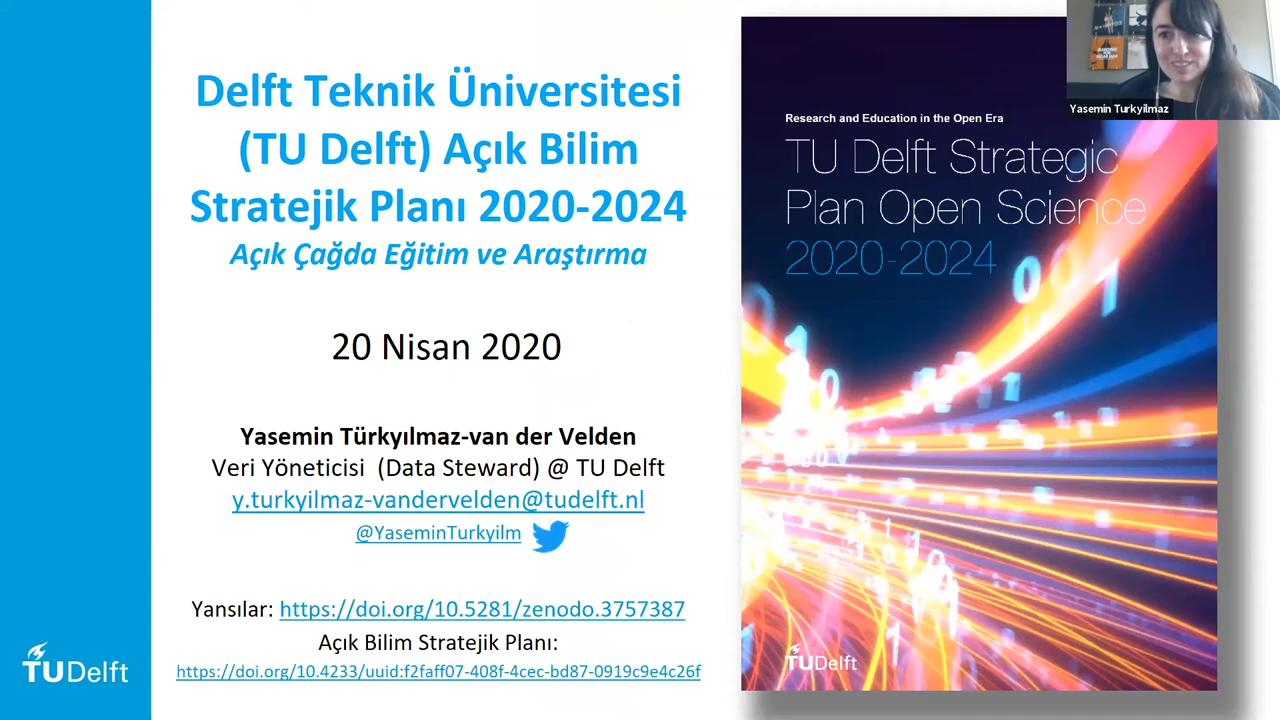 Delft Teknik Üniversitesi
(TU Delft) Açık Bilim
Stratejik Planı 2020-2024
Açık Çağda Eğitim ve Araştırma
20 Nisan 2020
Yasemin Türkyılmaz-van der Velden
Veri Yöneticisi (Data Steward) @ TU Delft
y.turkyilmaz-vandervelden@tudelft.nl
@YaseminTurkyilm
Yansılar: https://doi.org/10.5281/zenodo.3757387
Açık Bilim Stratejik Planı:
https://doi.org/10.4233/uuid:f2faff07-408f-4cec-bd87-0919c9e4c26f
TUDelft
Yasemin Turkyilmaz
Research and Education in the Open Era
TU Delft Strategic
Plan Open Science
2020-2024
TUDelft